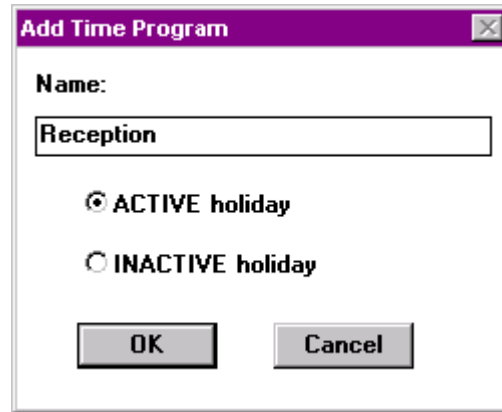 Add Time Program
Name:
Reception
ACTIVE holiday
INACTIVE holiday
OK Cancel